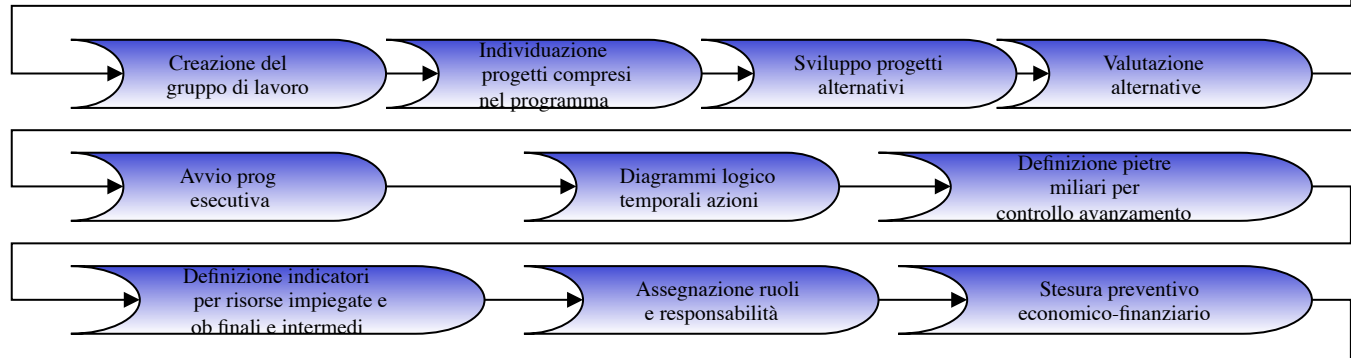 Creazione del
gruppo di lavoro
Individuazione
progetti compresi
nel programma
Sviluppo progetti
alternativi
Valutazione
alternative
Avvio prog
esecutiva
Diagrammi logico
temporali azioni
Definizione pietre
miliari per
controllo avanzamento
Definizione indicatori
per risorse impiegate e
ob finali e intermedi
Assegnazione ruoli
e responsabilità
Stesura preventivo
economico-finanziario